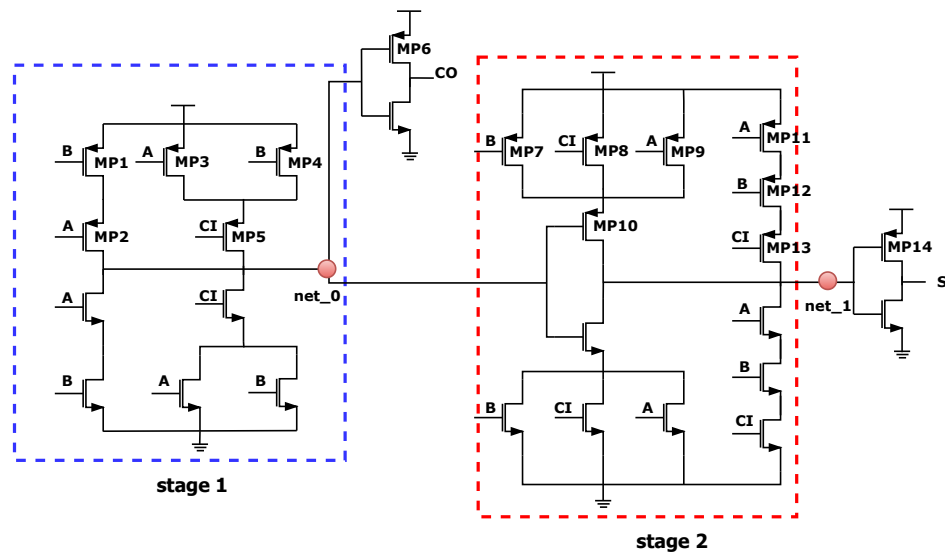 MP6
CO
B
MP1
A
MP3
B
MP4
B
MP7
CI
MP8
A
MP9
A
MP11
B
MP12
A
MP2
CI
MP5
MP10
CI
MP13
MP14
S
net_0
net_1
A
CI
A
B
A
B
B
CI
A
B
CI
stage 1
stage 2